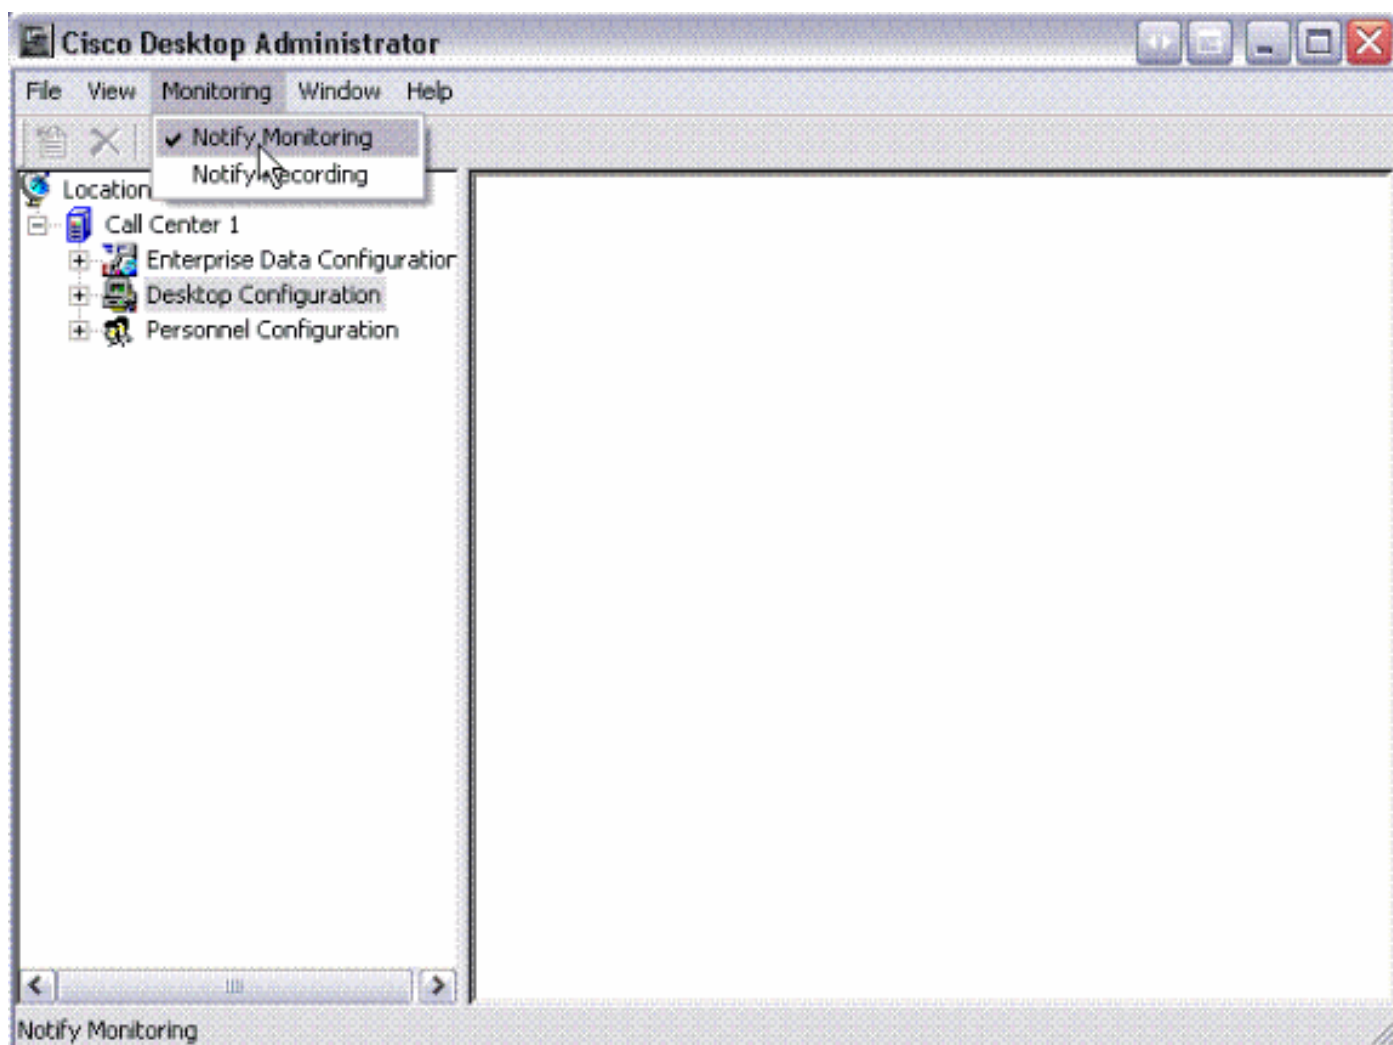 Cisco Desktop Administrator
File View Monitoring Window Help
Notify Monitoring
Notify Recording
Location
Call Center 1
Enterprise Data Configuration
Desktop Configuration
Personnel Configuration
Notify Monitoring